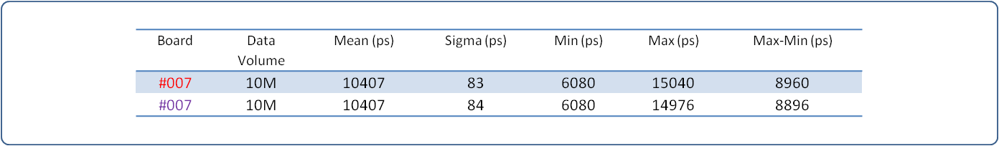 Board Data Mean (ps) Sigma (ps) Min (ps) Max (ps) Max-Min (ps)
Volume
#007 10M 10407 83 6080 15040 8960
#007 10M 10407 84 6080 14976 8896